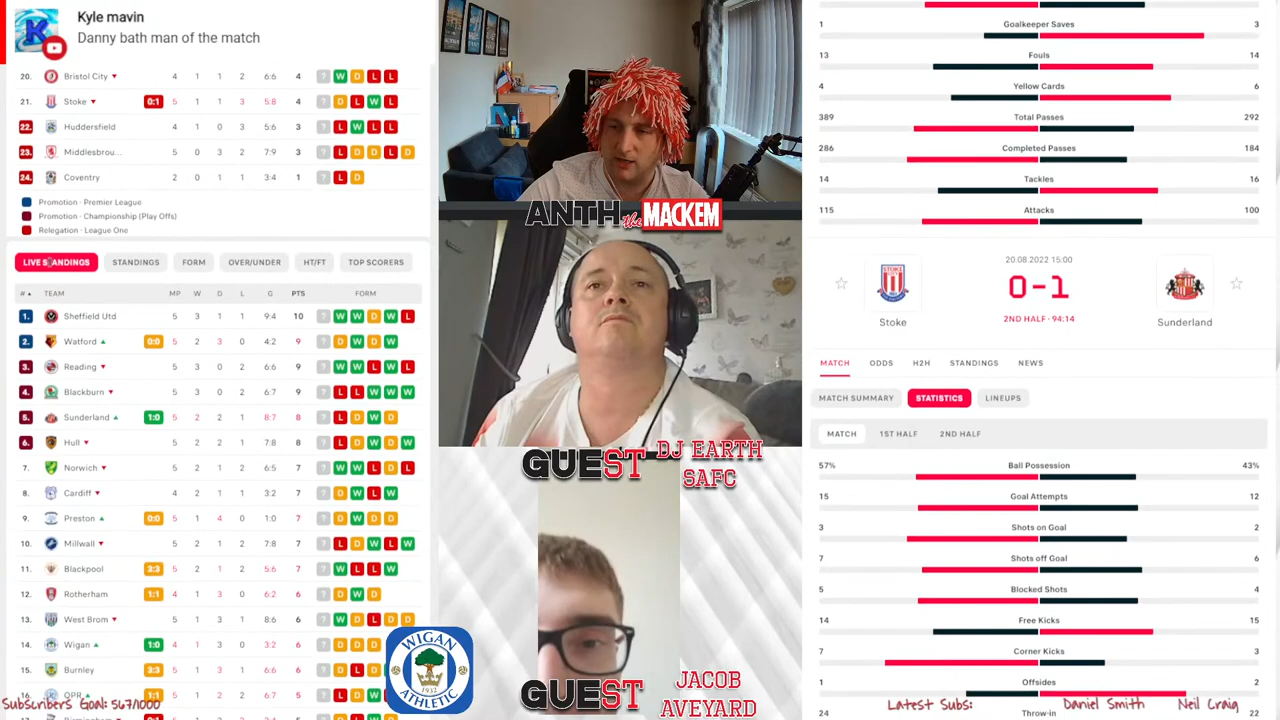 Kyle mavin
Danny bath man of the match
20. Bristol City 4 1 1 2 6:6 4 ? W D L L
21. Stoke 0:1 5 1 1 3 5:8 4 ? D L W L
22. Huddersfield 4 1 0 3 5:6 3 ? L W L L
23. Middlesbrou... 5 0 3 2 7:9 3 ? L D D L D
24. Coventry 2 0 1 1 3:4 1 ? L D
Promotion - Premier League
Promotion - Championship (Play Offs)
Relegation - League One
LIVE STANDINGS STANDINGS FORM OVER/UNDER HT/FT TOP SCORERS
# TEAM MP W D L G PTS FORM
1. Sheffield Utd 5 3 1 1 9:4 10 ? W W D W L
2. Watford 0:0 5 2 3 0 4:2 9 ? D W D W
3. Reading 5 3 0 2 6:6 9 ? W W L W L
4. Blackburn 5 3 0 2 6:7 9 ? L L W W W
5. Sunderland 1:0 5 2 2 1 8:7 8 ? L D W D
6. Hull 5 2 2 1 ? L D W D W
7. Norwich 5 2 1 2 6:5 7 ? W W L D L
8. Cardiff 4 2 1 1 3:2 7 ? W D L W
9. Preston 0:0 5 1 4 0 1:0 7 ? D W D D
10. Millwall 5 2 1 2 7:8 7 ? L D W L W
11. Blackpool 3:3 5 2 1 2 5:6 7 ? W L L W
12. Rotherham 1:1 4 1 3 0 6:2 6 ? D W D
13. West Brom 5 1 3 1 8:6 6 ? W D L D D
14. Wigan 1:0 4 1 3 0 3:2 6 ? D D D
15. Burnley 3:3 5 1 3 1 6:6 6 ? D L D
16. QPR 1:1 5 2 2 5 ? L D W
Subscribers Goal: 567/1000
WIGAN
ATHLETIC
1932
ANTH the MACKEM
GUEST DJ EARTH
SAFC
GUEST JACOB
AVEYARD
1 Goalkeeper Saves 3
13 Fouls 14
4 Yellow Cards 6
389 Total Passes 292
286 Completed Passes 184
14 Tackles 16
115 Attacks 100
20.08.2022 15:00
STOKE
0-1
2ND HALF - 94:14
Stoke Sunderland
MATCH ODDS H2H STANDINGS NEWS
MATCH SUMMARY STATISTICS LINEUPS
MATCH 1ST HALF 2ND HALF
57% Ball Possession 43%
15 Goal Attempts 12
3 Shots on Goal 2
7 Shots off Goal 6
5 Blocked Shots 4
14 Free Kicks 15
7 Corner Kicks 3
1 Offsides 2
Latest Subs: Daniel Smith Neil Craig
24 Throw-in 22